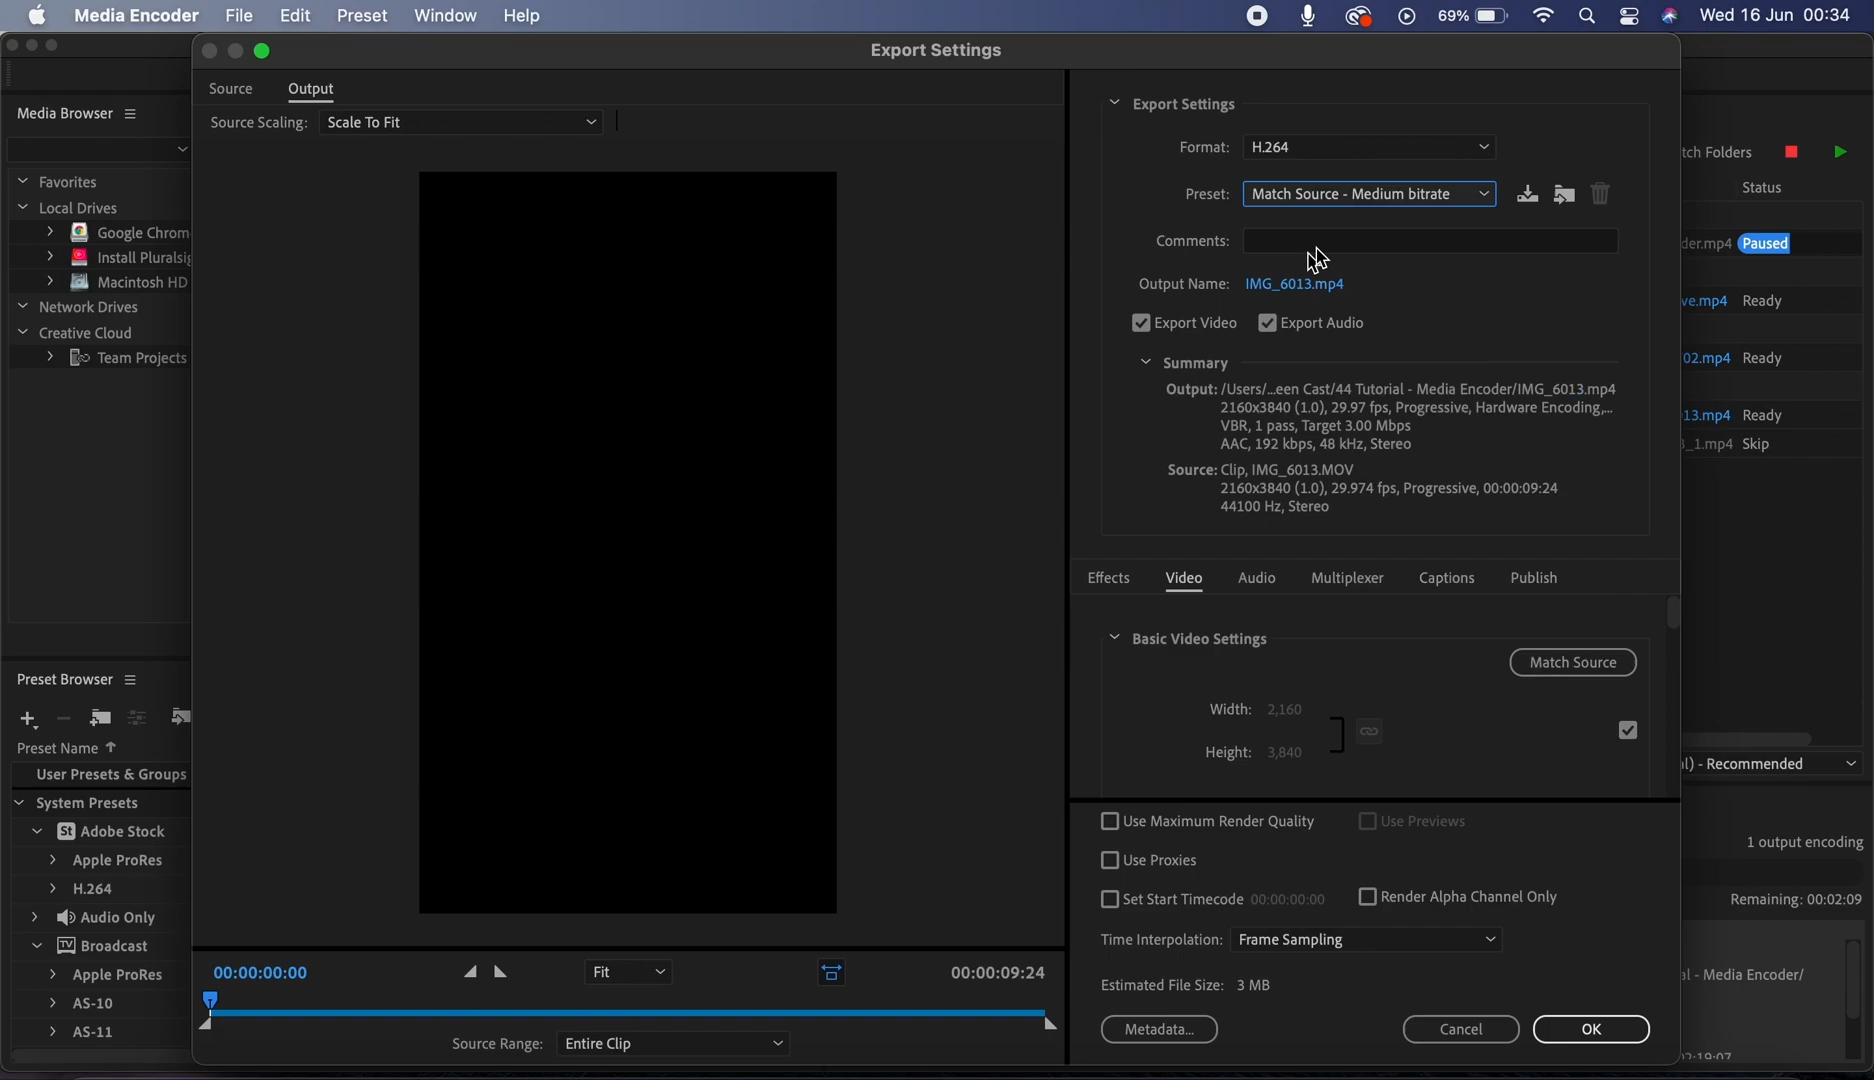 Media Encoder File Edit Preset Window Help 69% Wed 16 Jun 00:34
Export Settings
Media Browser
Favorites
Local Drives
Google Chrom
Install Pluralsig
Macintosh HD
Network Drives
Creative Cloud
Team Projects
Preset Browser
Preset Name
User Presets & Groups
System Presets
St Adobe Stock
Apple ProRes
H.264
Audio Only
TV Broadcast
Apple ProRes
AS-10
AS-11
Source Output
Source Scaling: Scale To Fit
00:00:00:00 Fit 00:00:09:24
Source Range: Entire Clip
Export Settings
Format: H.264
Preset: Match Source - Medium bitrate
Comments:
Output Name: IMG_6013.mp4
Export Video Export Audio
Summary
Output: /Users/...een Cast/44 Tutorial - Media Encoder/IMG_6013.mp4
2160x3840 (1.0), 29.97 fps, Progressive, Hardware Encoding,...
VBR, 1 pass, Target 3.00 Mbps
AAC, 192 kbps, 48 kHz, Stereo
Source: Clip, IMG_6013.MOV
2160x3840 (1.0), 29.974 fps, Progressive, 00:00:09:24
44100 Hz, Stereo
Effects Video Audio Multiplexer Captions Publish
Basic Video Settings
Match Source
Width: 2,160
Height: 3,840
Use Maximum Render Quality Use Previews
Use Proxies
Set Start Timecode 00:00:00:00 Render Alpha Channel Only
Time Interpolation: Frame Sampling
Estimated File Size: 3 MB
Metadata... Cancel OK
tch Folders
Status
der.mp4 Paused
ve.mp4 Ready
02.mp4 Ready
13.mp4 Ready
_1.mp4 Skip
l) - Recommended
1 output encoding
Remaining: 00:02:09
al - Media Encoder/